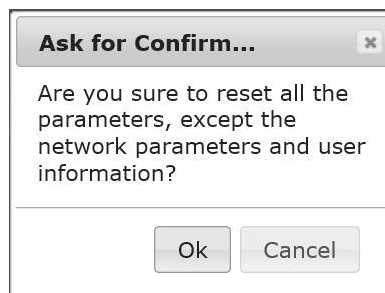 Ask for Confirm...
Are you sure to reset all the
parameters, except the
network parameters and user
information?
Ok Cancel